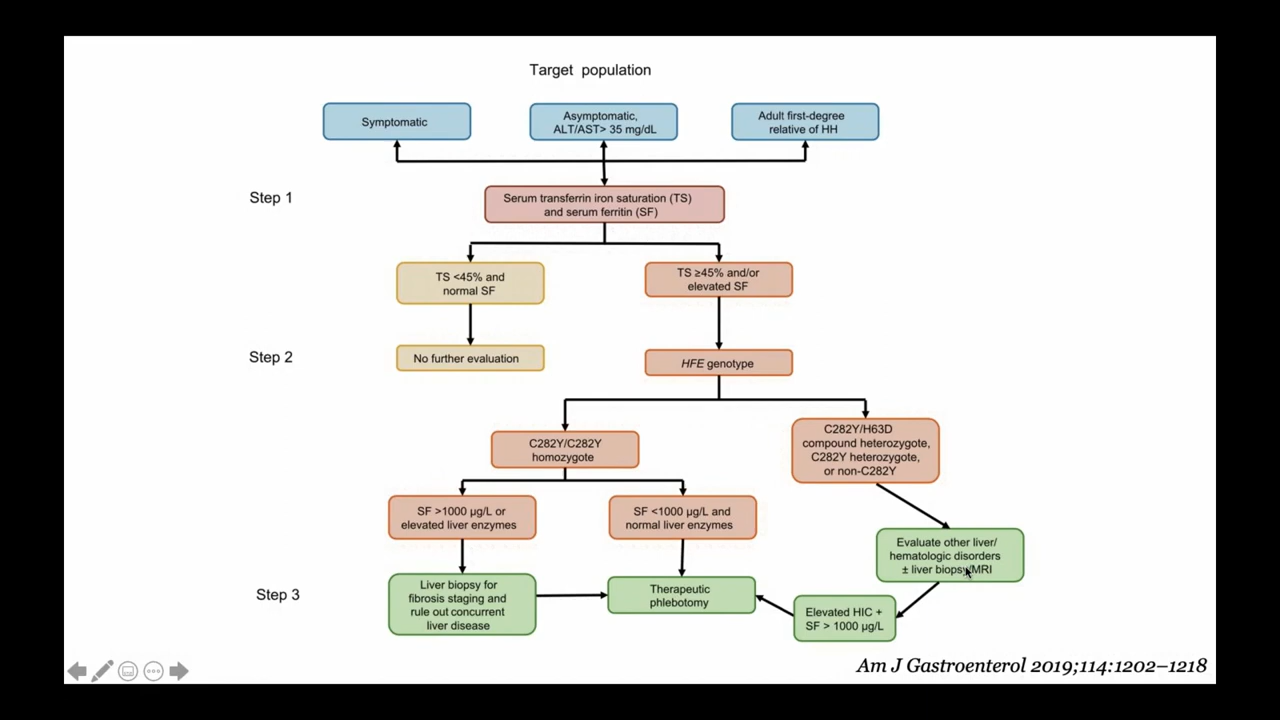 Target population
Symptomatic
Asymptomatic,
ALT/AST> 35 mg/dL
Adult first-degree
relative of HH
Step 1
Serum transferrin iron saturation (TS)
and serum ferritin (SF)
TS <45% and
normal SF
TS ≥45% and/or
elevated SF
Step 2
No further evaluation
HFE genotype
C282Y/C282Y
homozygote
C282Y/H63D
compound heterozygote,
C282Y heterozygote,
or non-C282Y
SF >1000 µg/L or
elevated liver enzymes
SF <1000 µg/L and
normal liver enzymes
Evaluate other liver/
hematologic disorders
± liver biopsy/MRI
Step 3
Liver biopsy for
fibrosis staging and
rule out concurrent
liver disease
Therapeutic
phlebotomy
Elevated HIC +
SF > 1000 µg/L
Am J Gastroenterol 2019;114:1202–1218